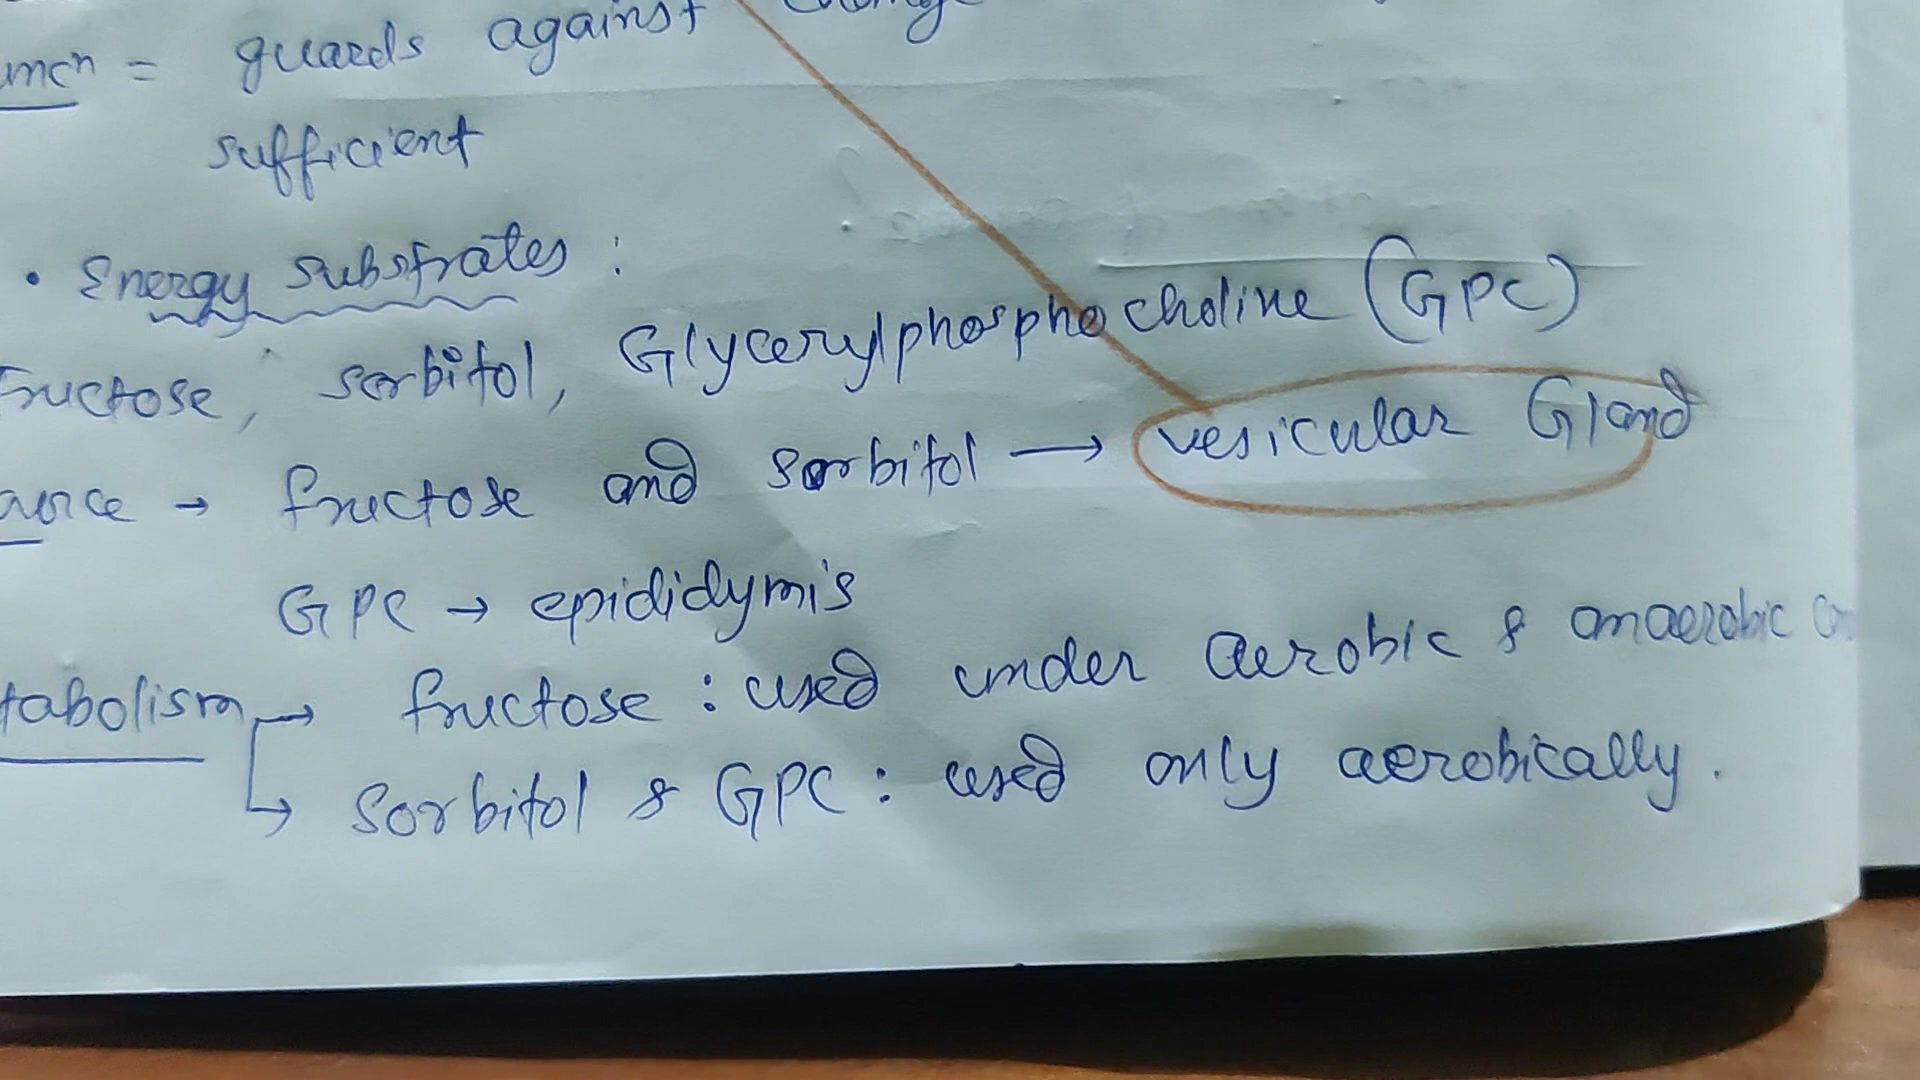 = guards against
sufficient
• Energy substrates :
Fructose, sorbitol, Glycerylphosphocholine (GPC)
→ fructose and sorbitol → vesicular Gland
GPC → epididymis
tabolism → fructose : used under aerobic & anaerobic
↳ Sorbitol & GPC : used only aerobically.